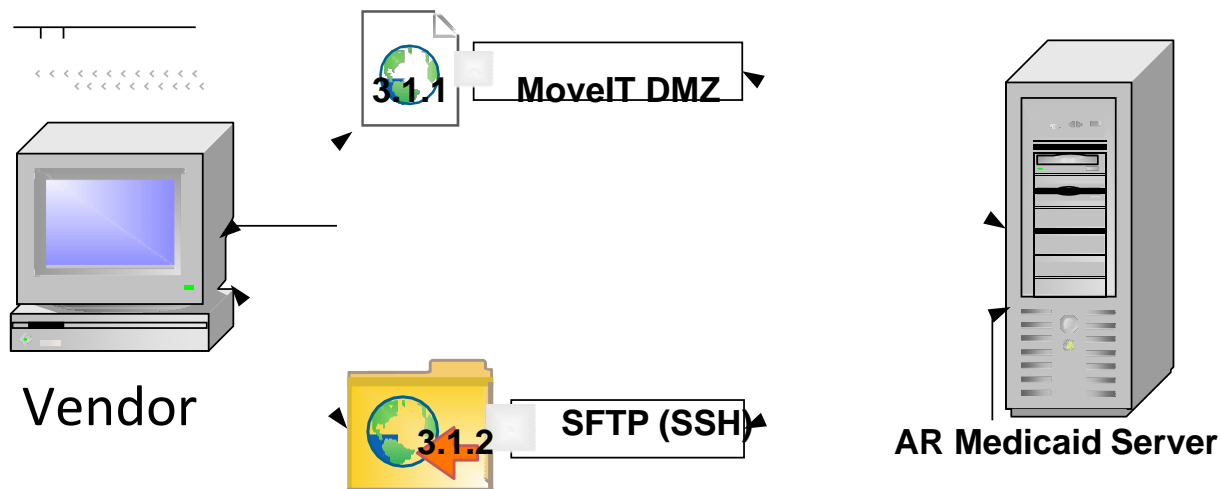 3.1.1 MoveIT DMZ
Vendor
3.1.2 SFTP (SSH)
AR Medicaid Server